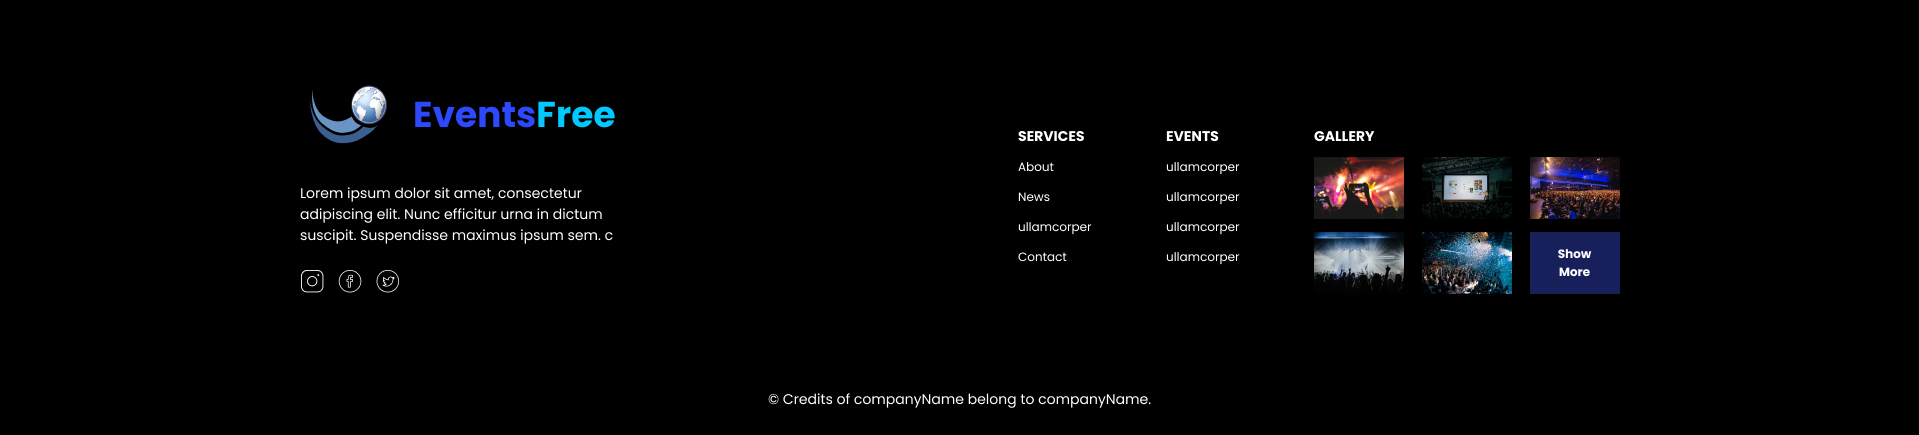 EventsFree
Lorem ipsum dolor sit amet, consectetur
adipiscing elit. Nunc efficitur urna in dictum
suscipit. Suspendisse maximus ipsum sem. c
SERVICES
About
News
ullamcorper
Contact
EVENTS
ullamcorper
ullamcorper
ullamcorper
ullamcorper
GALLERY
Show
More
© Credits of companyName belong to companyName.